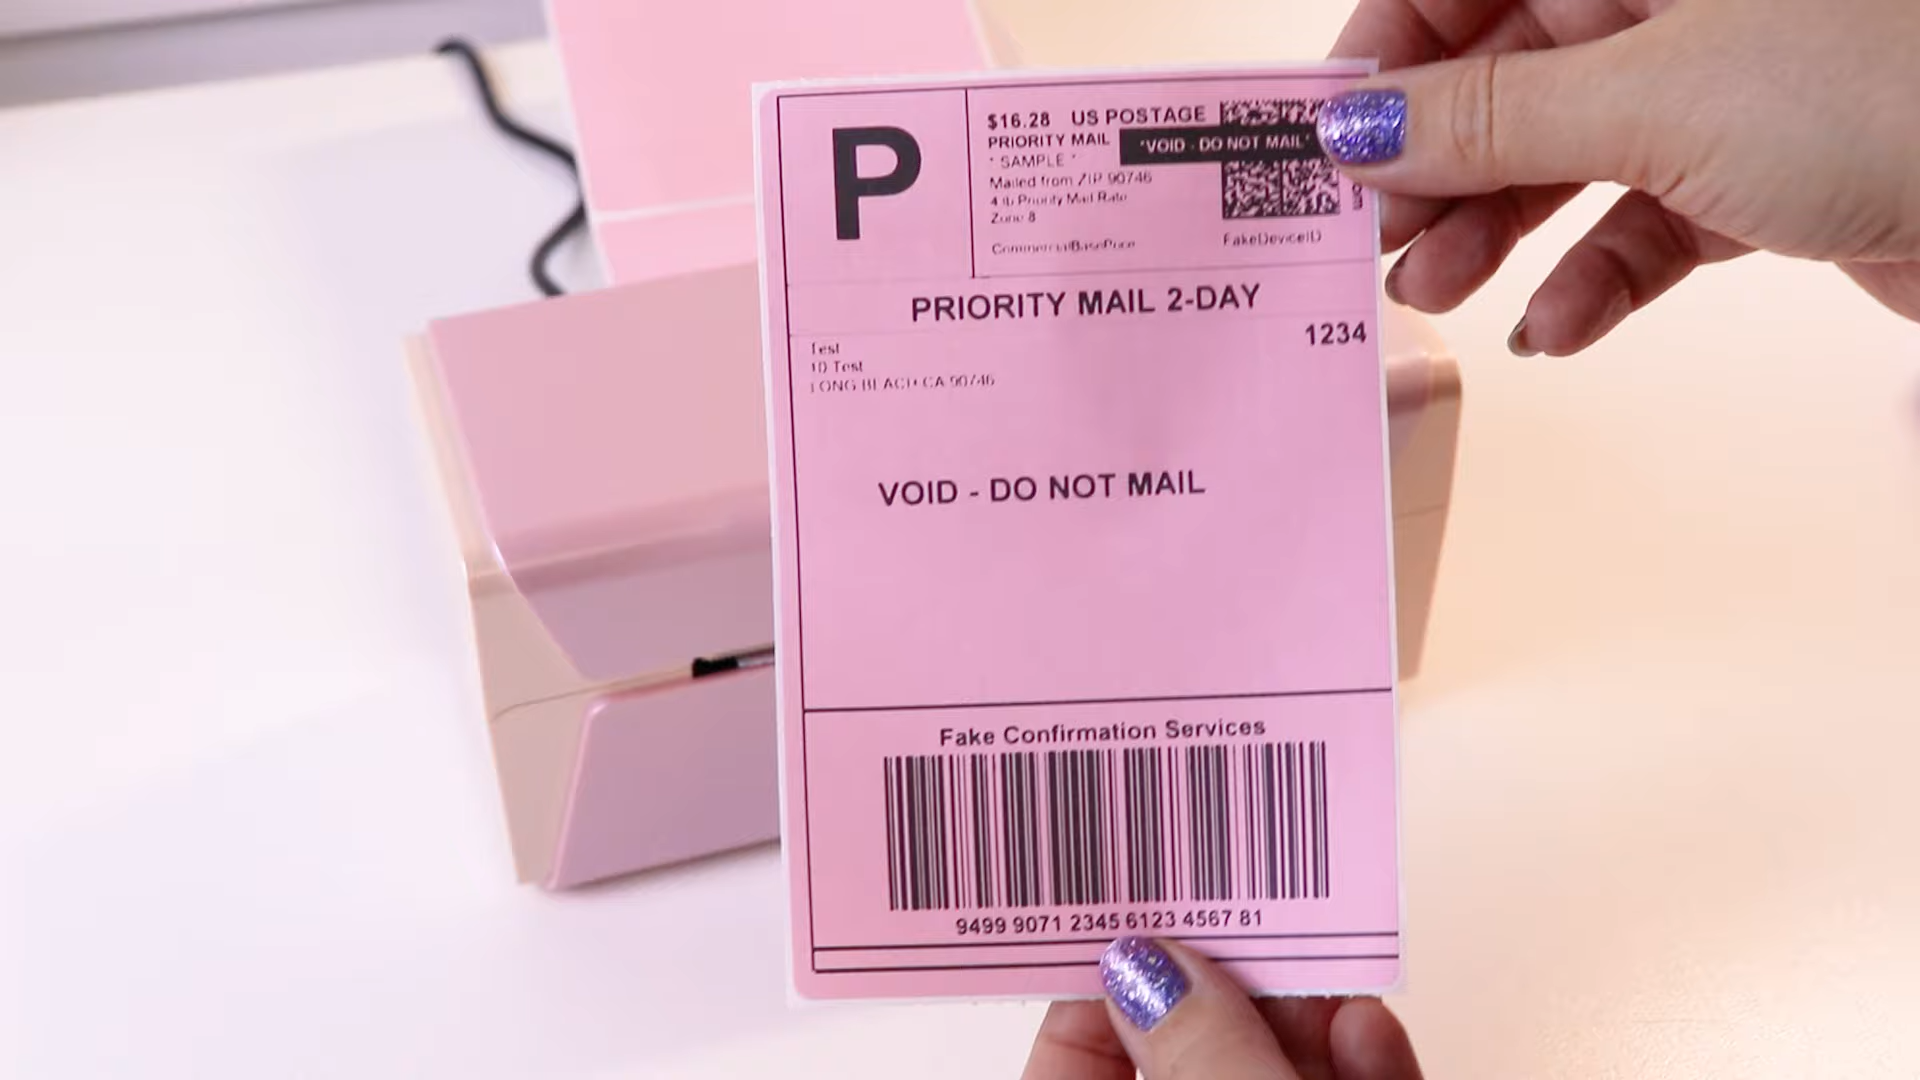 P
$16.28 US POSTAGE
PRIORITY MAIL
* SAMPLE *
"VOID - DO NOT MAIL"
Mailed from ZIP 90746
4 lb Priority Mail Rate
Zone 8
CommercialBasePrice
FakeDeviceID
PRIORITY MAIL 2-DAY
1234
Test
10 Test
LONG BEACH CA 90746
VOID - DO NOT MAIL
Fake Confirmation Services
9499 9071 2345 6123 4567 81